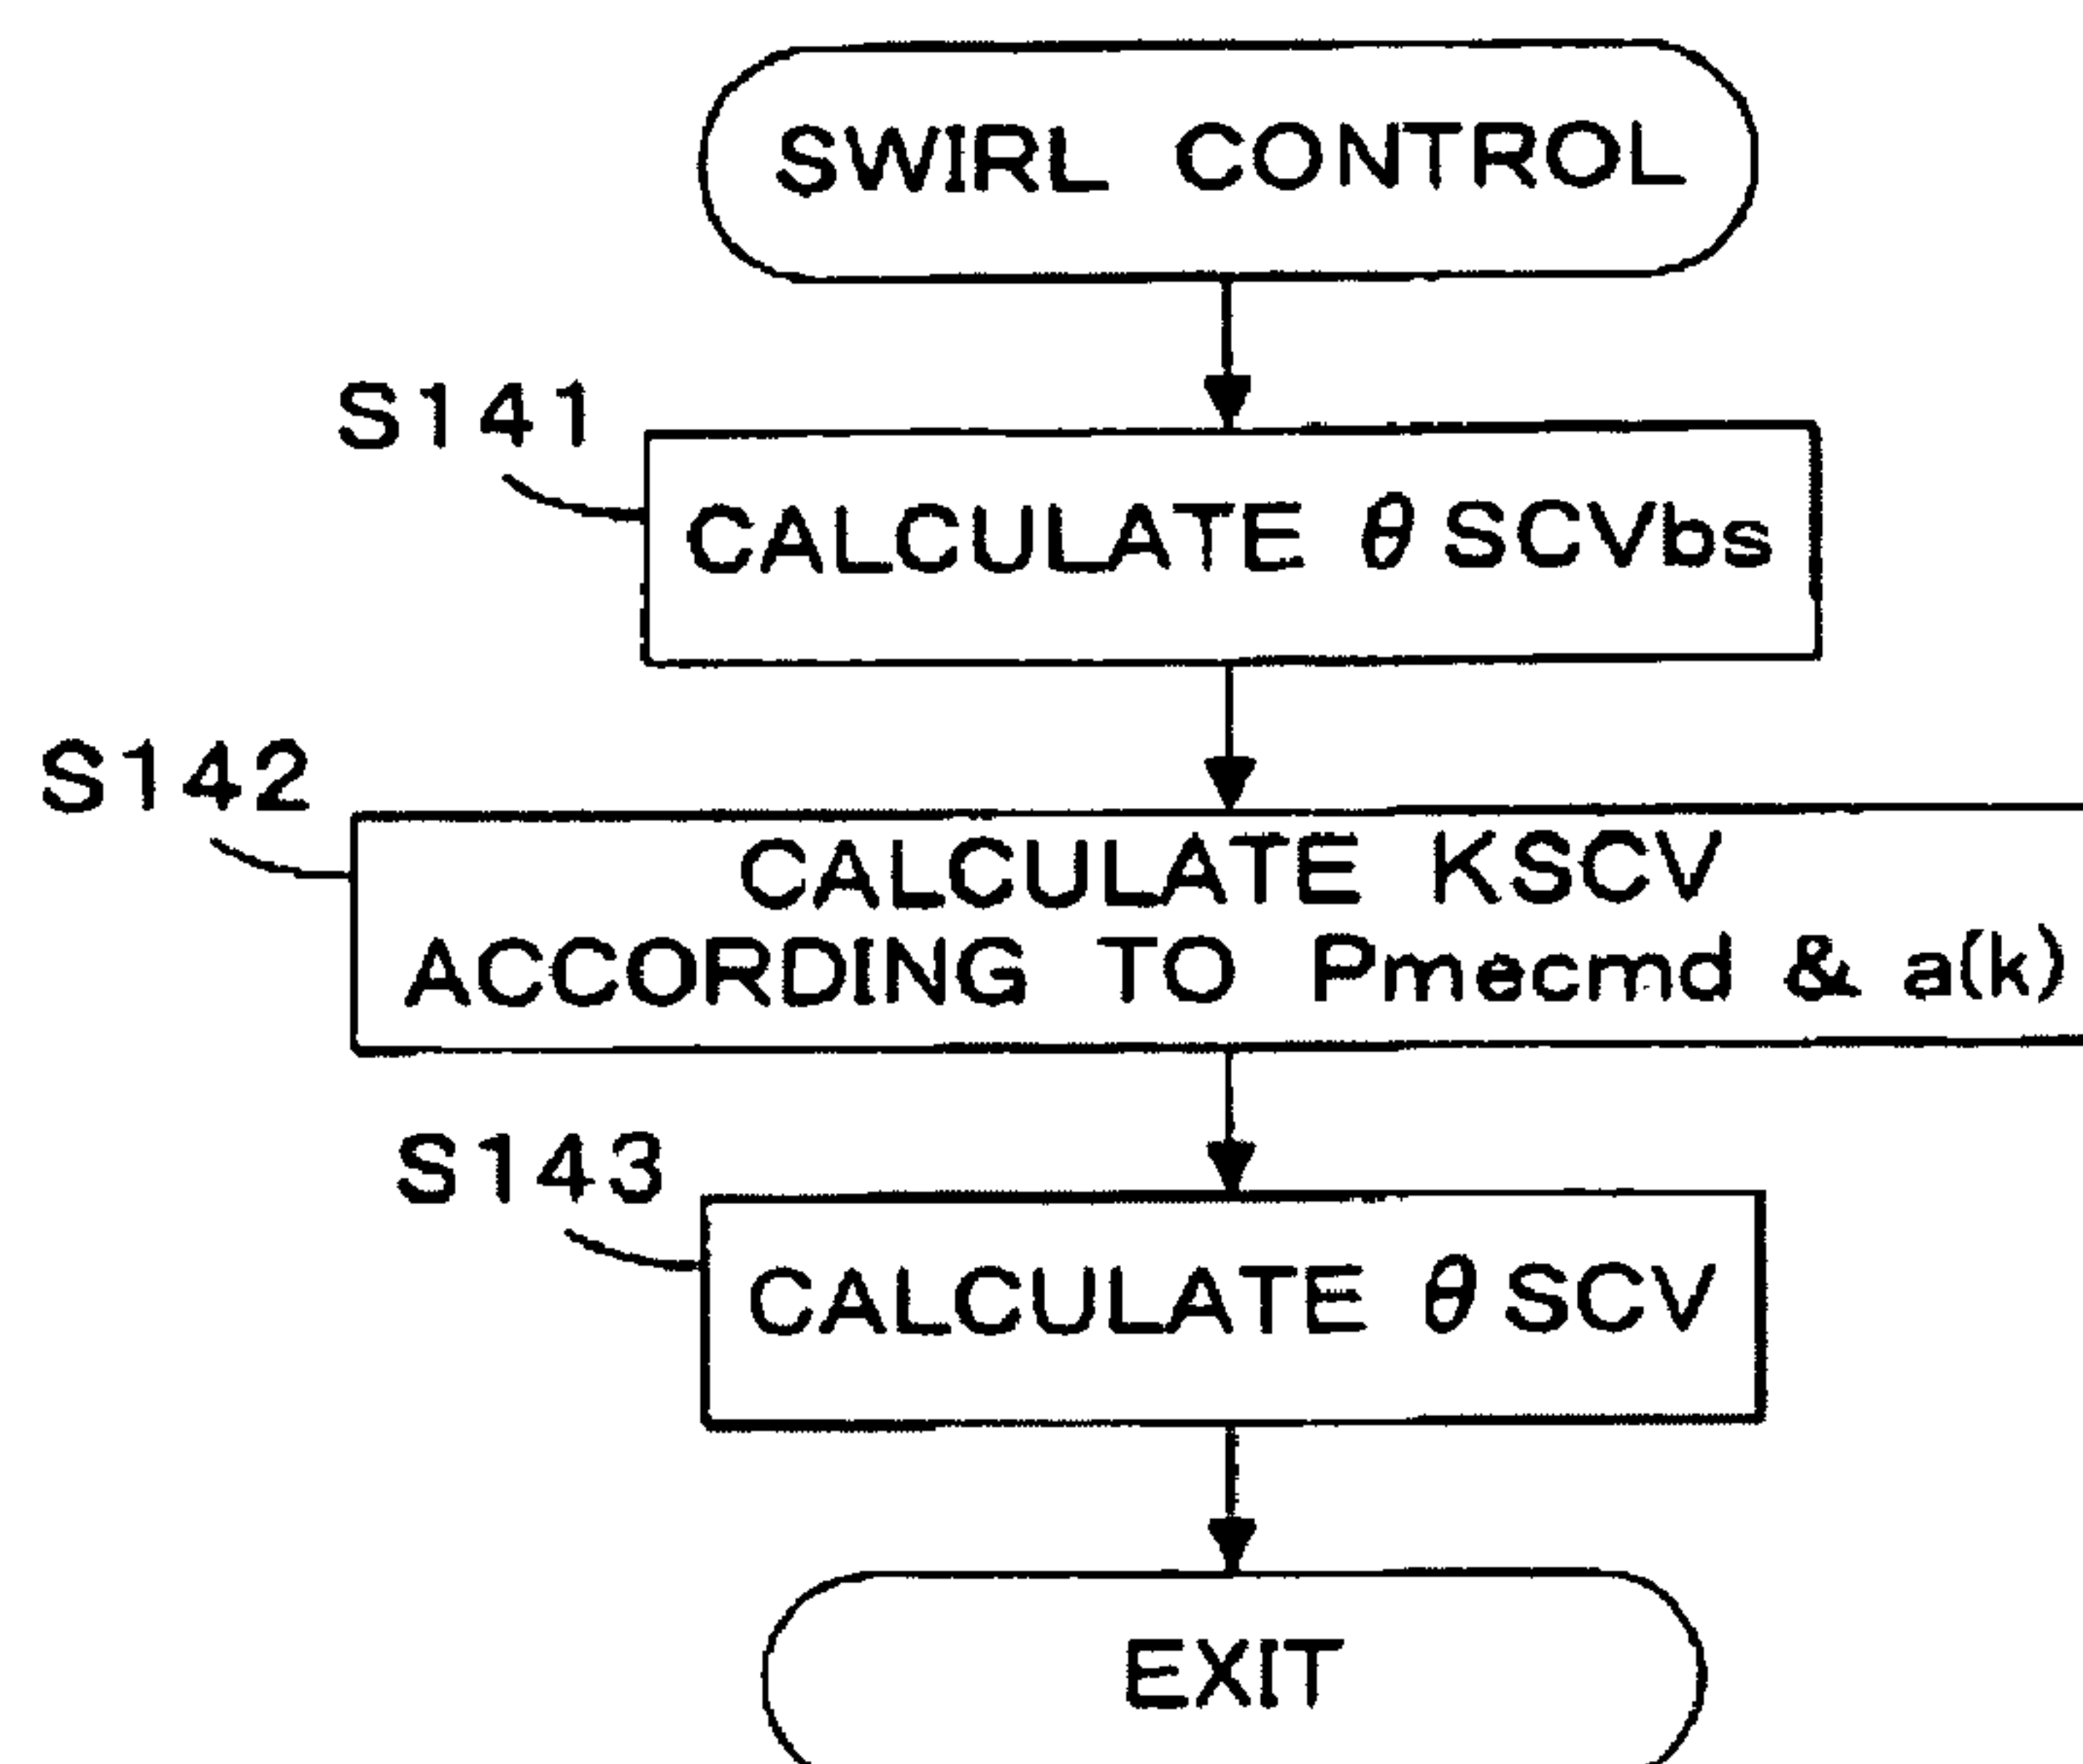 SWIRL CONTROL
S141
CALCULATE θSCVbs
S142
CALCULATE KSCV
ACCORDING TO Pmecmd & a(k)
S143
CALCULATE θSCV
EXIT